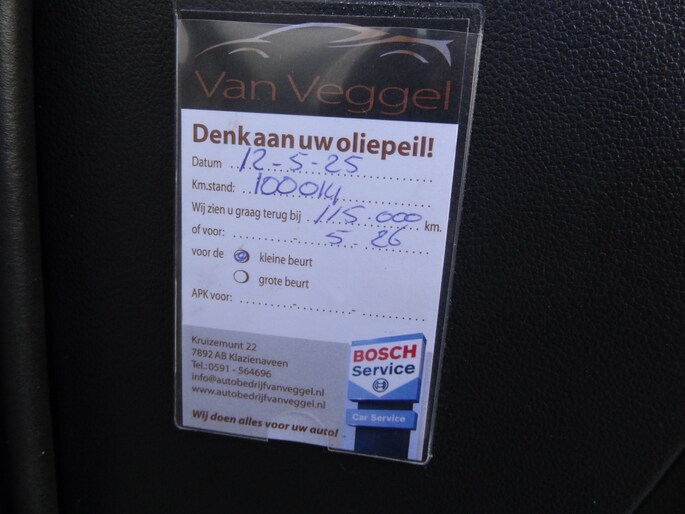 Van Veggel
Denk aan uw oliepeil!
Datum 12-5-25
Km.stand: 100014
Wij zien u graag terug bij 115.000 km.
of voor: - 5 - 26
voor de kleine beurt
grote beurt
APK voor: - -
Kruizemunt 22
7892 AB Klazienaveen
Tel.: 0591 - 564696
info@autobedrijfvanveggel.nl
www.autobedrijfvanveggel.nl
Wij doen alles voor uw auto!
BOSCH
Service
Car Service